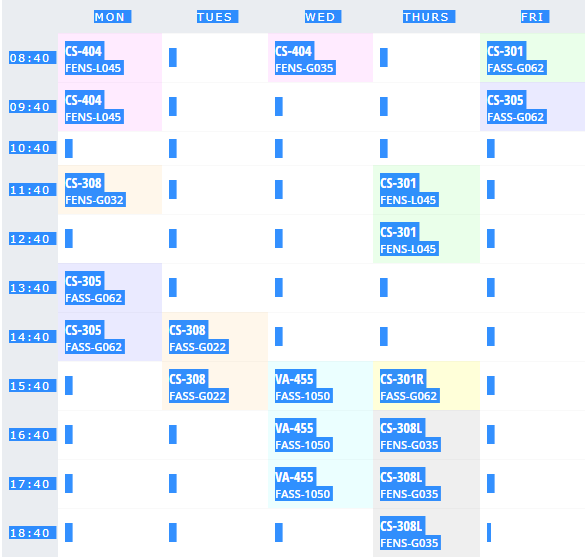 MON TUES WED THURS FRI
08:40 CS-404 CS-404 CS-301
FENS-L045 FENS-G035 FASS-G062
09:40 CS-404 CS-305
FENS-L045 FASS-G062
10:40
11:40 CS-308 CS-301
FENS-G032 FENS-L045
12:40 CS-301
FENS-L045
13:40 CS-305
FASS-G062
14:40 CS-305 CS-308
FASS-G062 FASS-G022
15:40 CS-308 VA-455 CS-301R
FASS-G022 FASS-1050 FASS-G062
16:40 VA-455 CS-308L
FASS-1050 FENS-G035
17:40 VA-455 CS-308L
FASS-1050 FENS-G035
18:40 CS-308L
FENS-G035